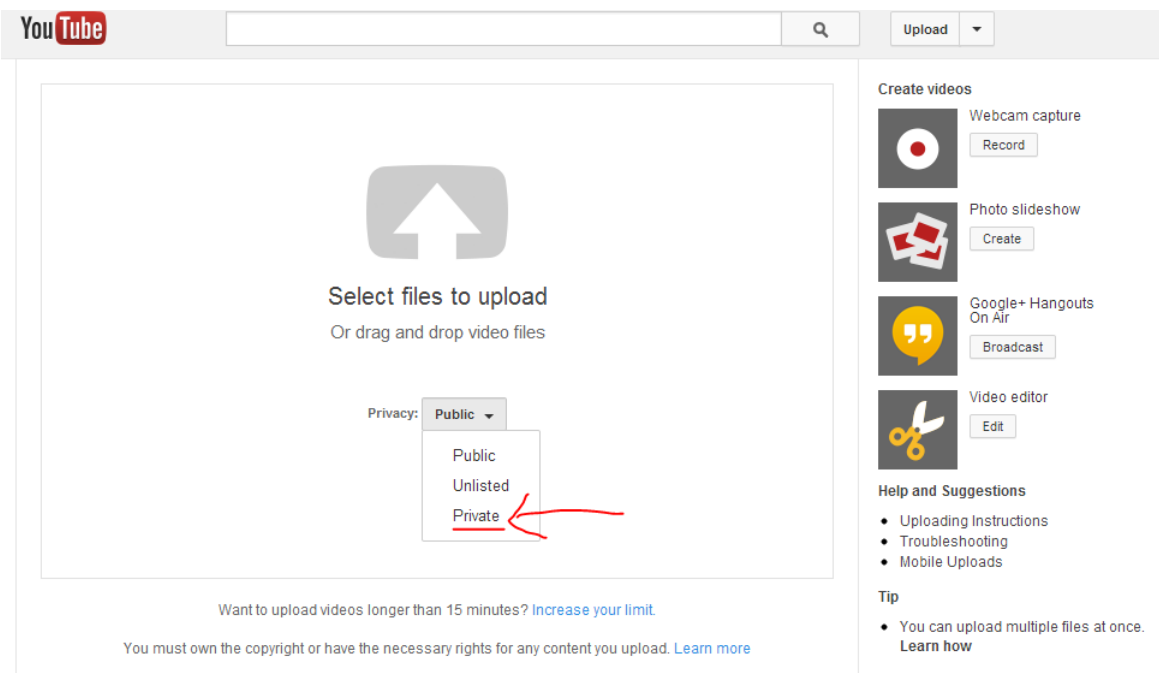 YouTube
Upload
Select files to upload
Or drag and drop video files
Privacy: Public
Public
Unlisted
Private
Want to upload videos longer than 15 minutes? Increase your limit.
You must own the copyright or have the necessary rights for any content you upload. Learn more
Create videos
Webcam capture
Record
Photo slideshow
Create
Google+ Hangouts
On Air
Broadcast
Video editor
Edit
Help and Suggestions
Uploading Instructions
Troubleshooting
Mobile Uploads
Tip
You can upload multiple files at once.
Learn how